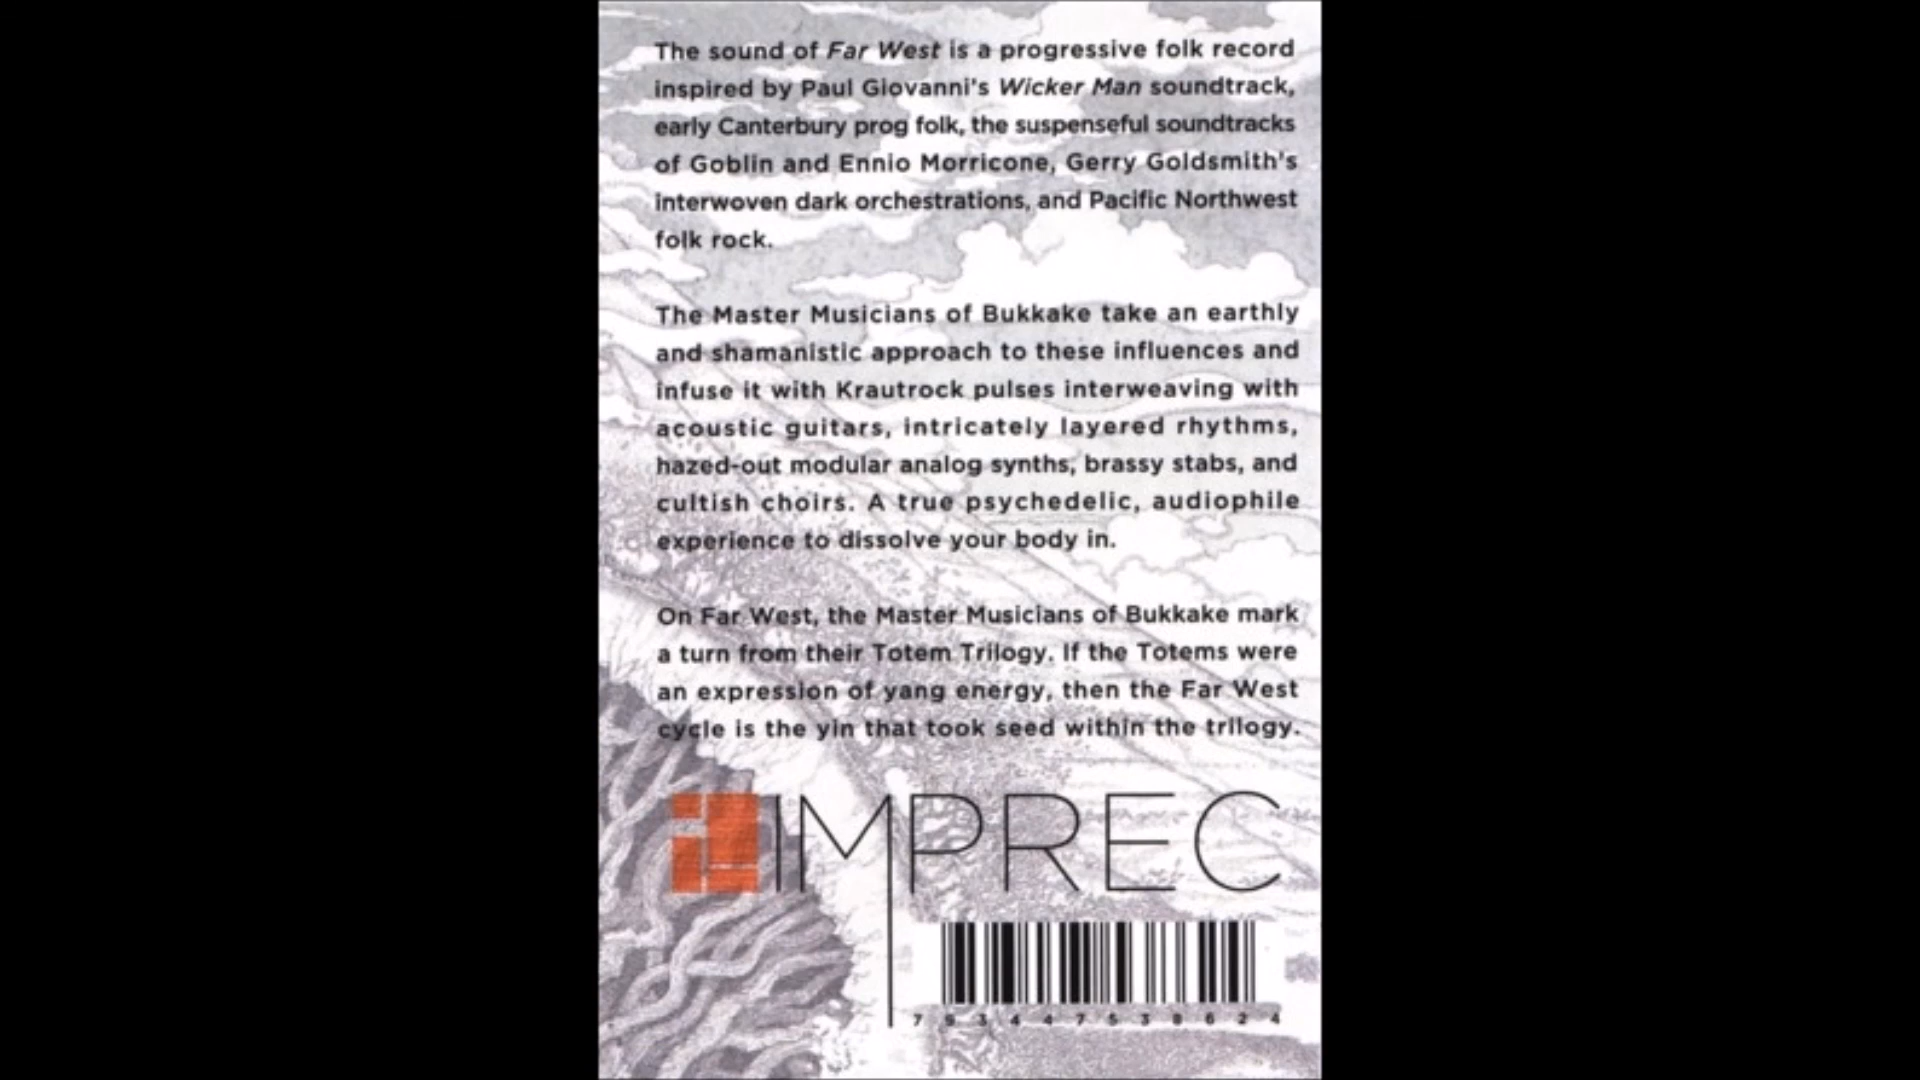 The sound of Far West is a progressive folk record
inspired by Paul Giovanni's Wicker Man soundtrack,
early Canterbury prog folk, the suspenseful soundtracks
of Goblin and Ennio Morricone, Gerry Goldsmith's
interwoven dark orchestrations, and Pacific Northwest
folk rock.
The Master Musicians of Bukkake take an earthly
and shamanistic approach to these influences and
infuse it with Krautrock pulses interweaving with
acoustic guitars, intricately layered rhythms,
hazed-out modular analog synths, brassy stabs, and
cultish choirs. A true psychedelic, audiophile
experience to dissolve your body in.
On Far West, the Master Musicians of Bukkake mark
a turn from their Totem Trilogy. If the Totems were
an expression of yang energy, then the Far West
cycle is the yin that took seed within the trilogy.
IMPREC
7 9 3 4 4 7 5 3 8 6 2 4